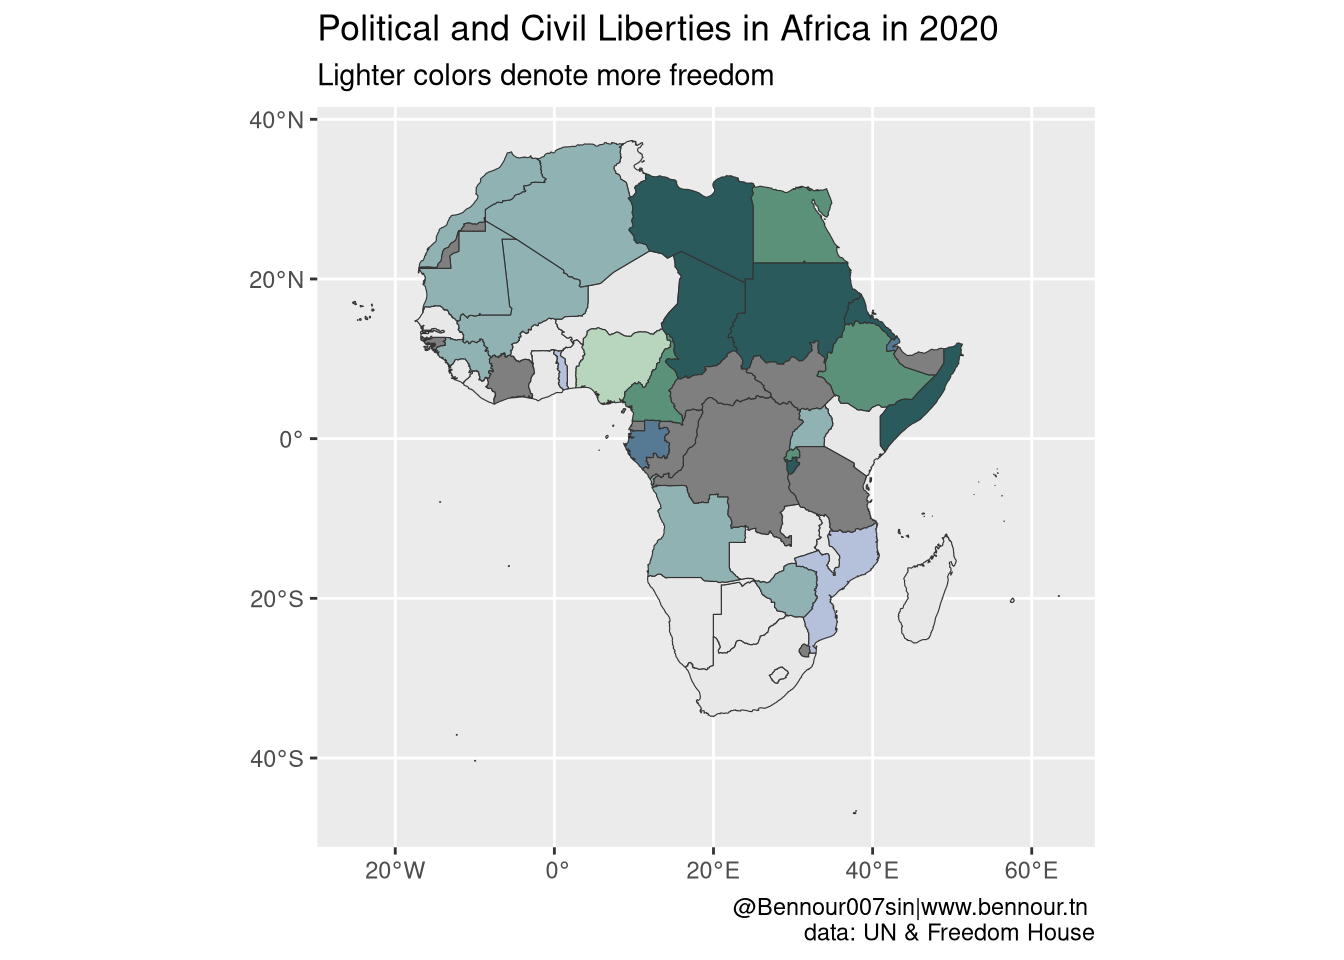 Political and Civil Liberties in Africa in 2020
Lighter colors denote more freedom
40°N
20°N
0°
20°S
40°S
20°W
0°
20°E
40°E
60°E
@Bennour007sin|www.bennour.tn
data: UN & Freedom House